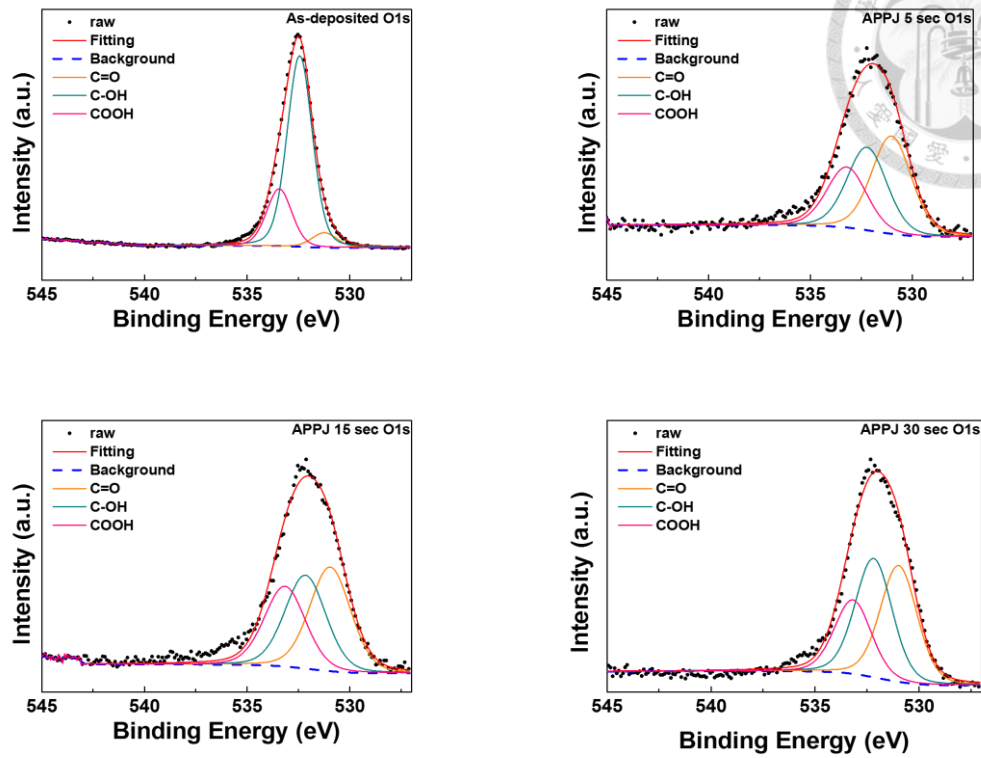 As-deposited O1s
raw
Fitting
Background
C=O
C-OH
COOH
Intensity (a.u.)
545 540 535 530
Binding Energy (eV)
APPJ 5 sec O1s
raw
Fitting
Background
C=O
C-OH
COOH
Intensity (a.u.)
545 540 535 530
Binding Energy (eV)
APPJ 15 sec O1s
raw
Fitting
Background
C=O
C-OH
COOH
Intensity (a.u.)
545 540 535 530
Binding Energy (eV)
APPJ 30 sec O1s
raw
Fitting
Background
C=O
C-OH
COOH
Intensity (a.u.)
545 540 535 530
Binding Energy (eV)
愛